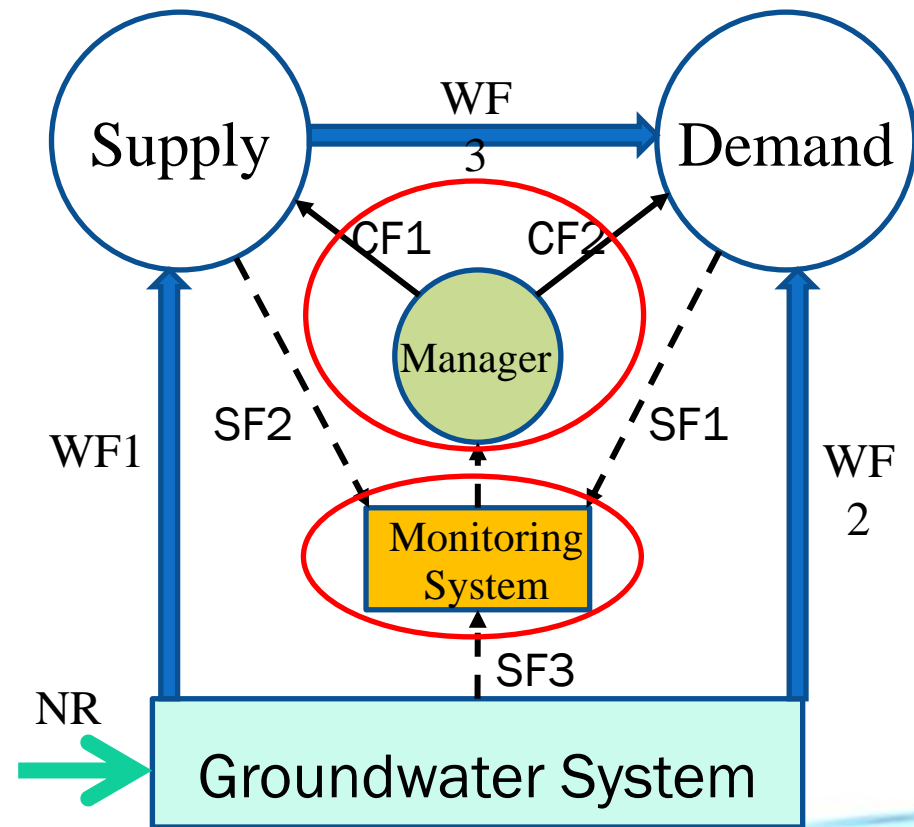 WF
3
Supply
Demand
CF1
CF2
Manager
SF2
SF1
WF1
WF
2
Monitoring
System
SF3
NR
Groundwater System